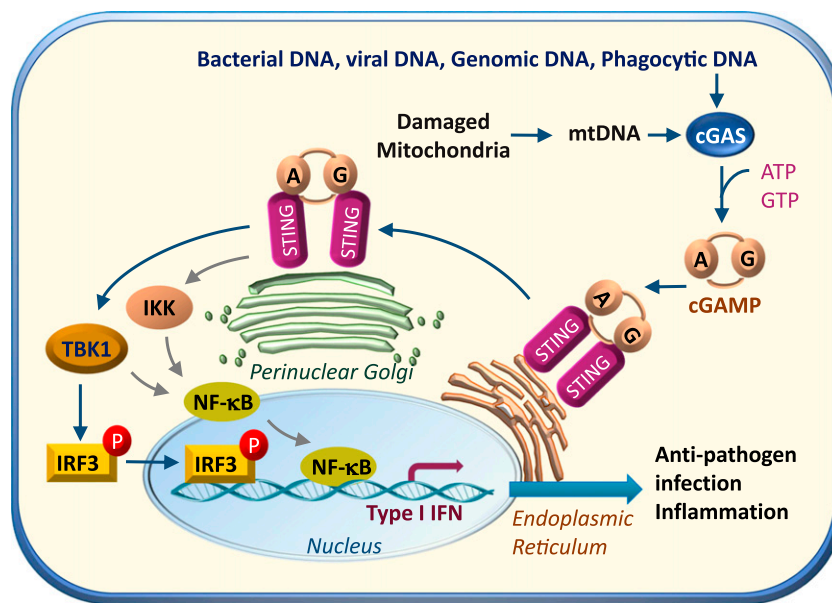 Bacterial DNA, viral DNA, Genomic DNA, Phagocytic DNA
Damaged
Mitochondria
mtDNA
cGAS
ATP
GTP
A
G
cGAMP
A
G
STING
STING
A
G
STING
STING
Perinuclear Golgi
IKK
TBK1
NF-κB
IRF3
P
IRF3
P
NF-κB
Type I IFN
Nucleus
Endoplasmic
Reticulum
Anti-pathogen
infection
Inflammation